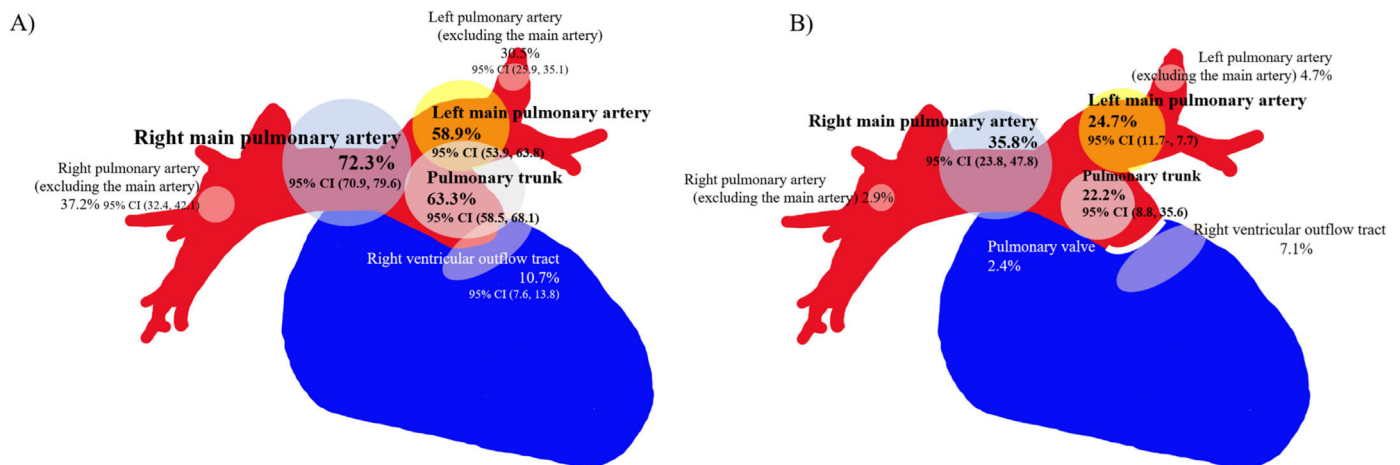 A)
Left pulmonary artery
(excluding the main artery)
30.5%
95% CI (25.9, 35.1)
Left main pulmonary artery
58.9%
95% CI (53.9, 63.8)
Right main pulmonary artery
72.3%
95% CI (70.9, 79.6)
Right pulmonary artery
(excluding the main artery)
37.2% 95% CI (32.4, 42.1)
Pulmonary trunk
63.3%
95% CI (58.5, 68.1)
Right ventricular outflow tract
10.7%
95% CI (7.6, 13.8)
B)
Left pulmonary artery
(excluding the main artery) 4.7%
Left main pulmonary artery
24.7%
95% CI (11.7-, 7.7)
Right main pulmonary artery
35.8%
95% CI (23.8, 47.8)
Right pulmonary artery
(excluding the main artery) 2.9%
Pulmonary trunk
22.2%
95% CI (8.8, 35.6)
Right ventricular outflow tract
7.1%
Pulmonary valve
2.4%